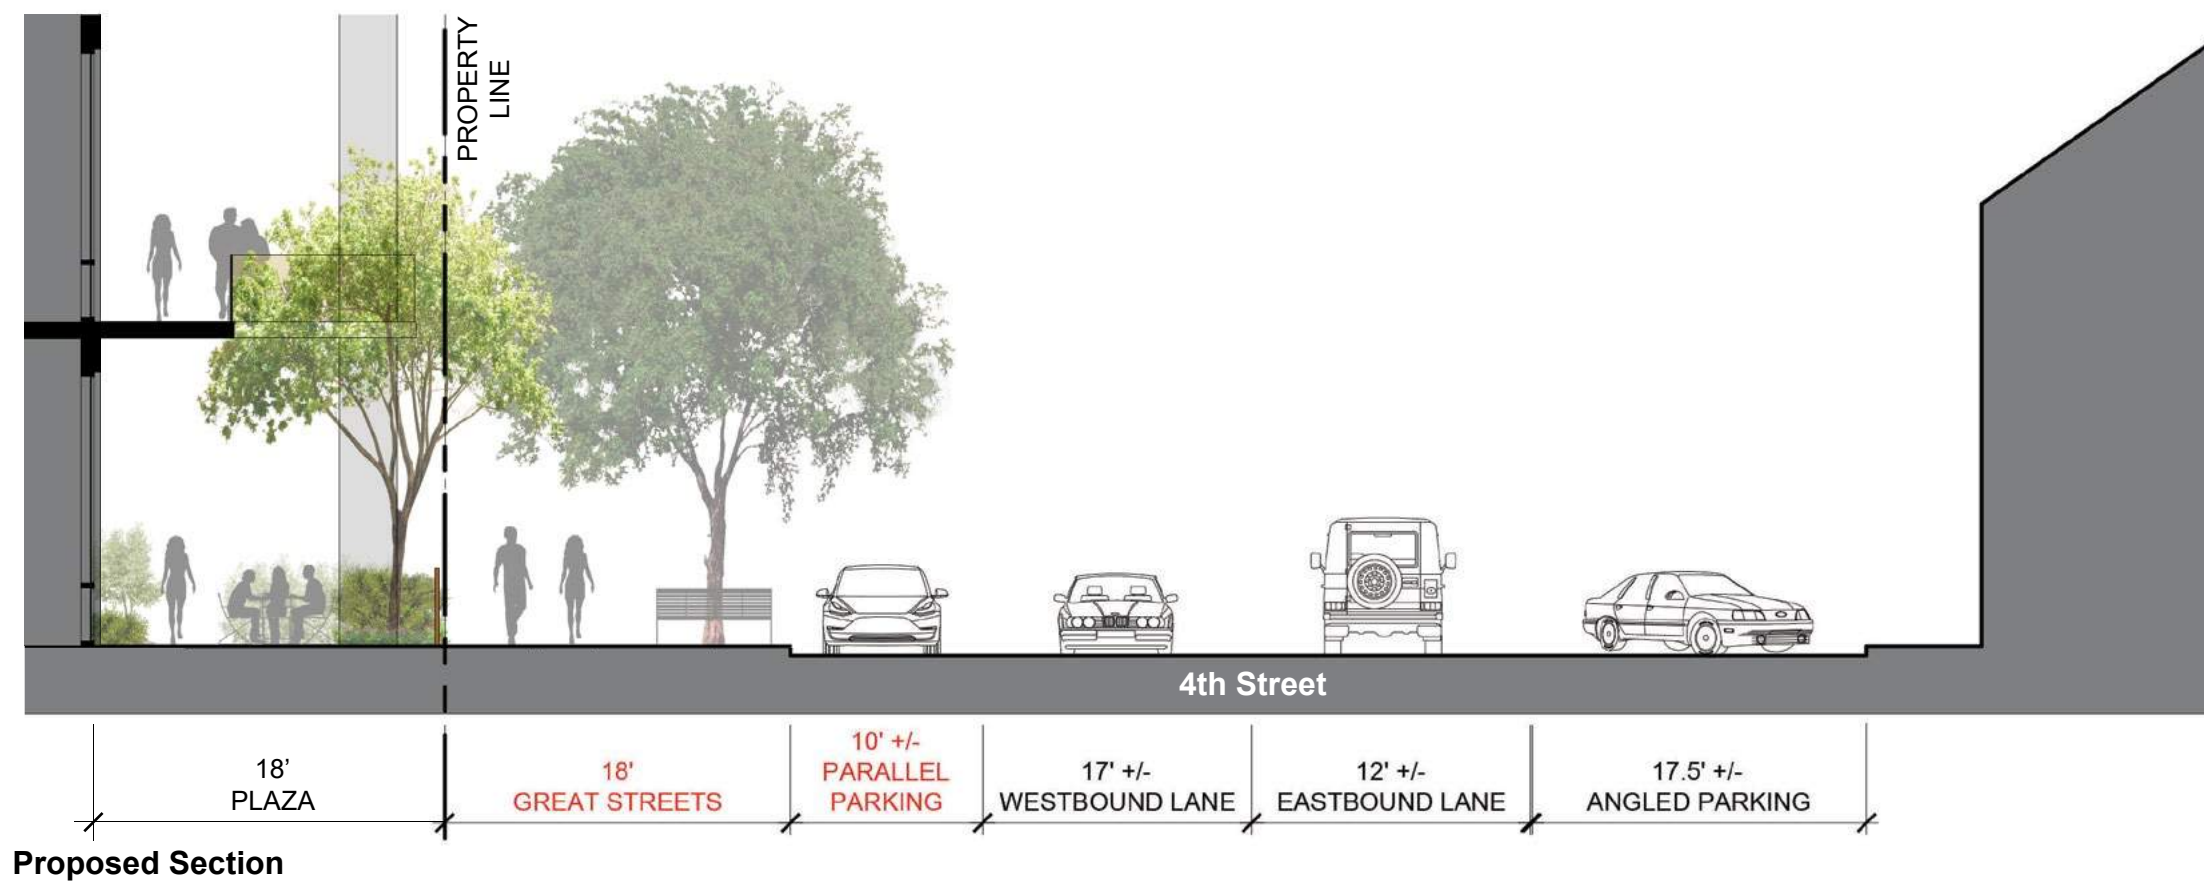 PROPERTY
LINE
4th Street
18’
PLAZA
18'
GREAT STREETS
10' +/-
PARALLEL
PARKING
17' +/-
WESTBOUND LANE
12' +/-
EASTBOUND LANE
17.5' +/-
ANGLED PARKING
Proposed Section